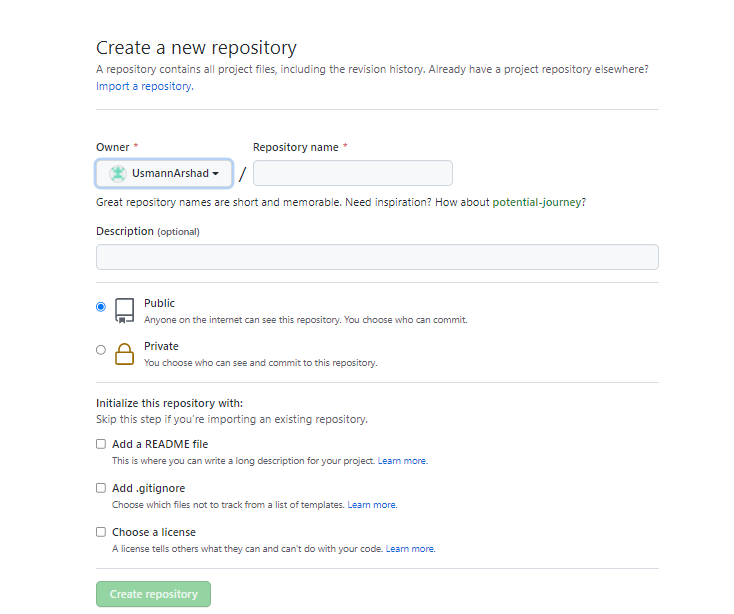 Create a new repository
A repository contains all project files, including the revision history. Already have a project repository elsewhere?
Import a repository.
Owner * Repository name *
UsmannArshad /
Great repository names are short and memorable. Need inspiration? How about potential-journey?
Description (optional)
Public
Anyone on the internet can see this repository. You choose who can commit.
Private
You choose who can see and commit to this repository.
Initialize this repository with:
Skip this step if you're importing an existing repository.
Add a README file
This is where you can write a long description for your project. Learn more.
Add .gitignore
Choose which files not to track from a list of templates. Learn more.
Choose a license
A license tells others what they can and can't do with your code. Learn more.
Create repository